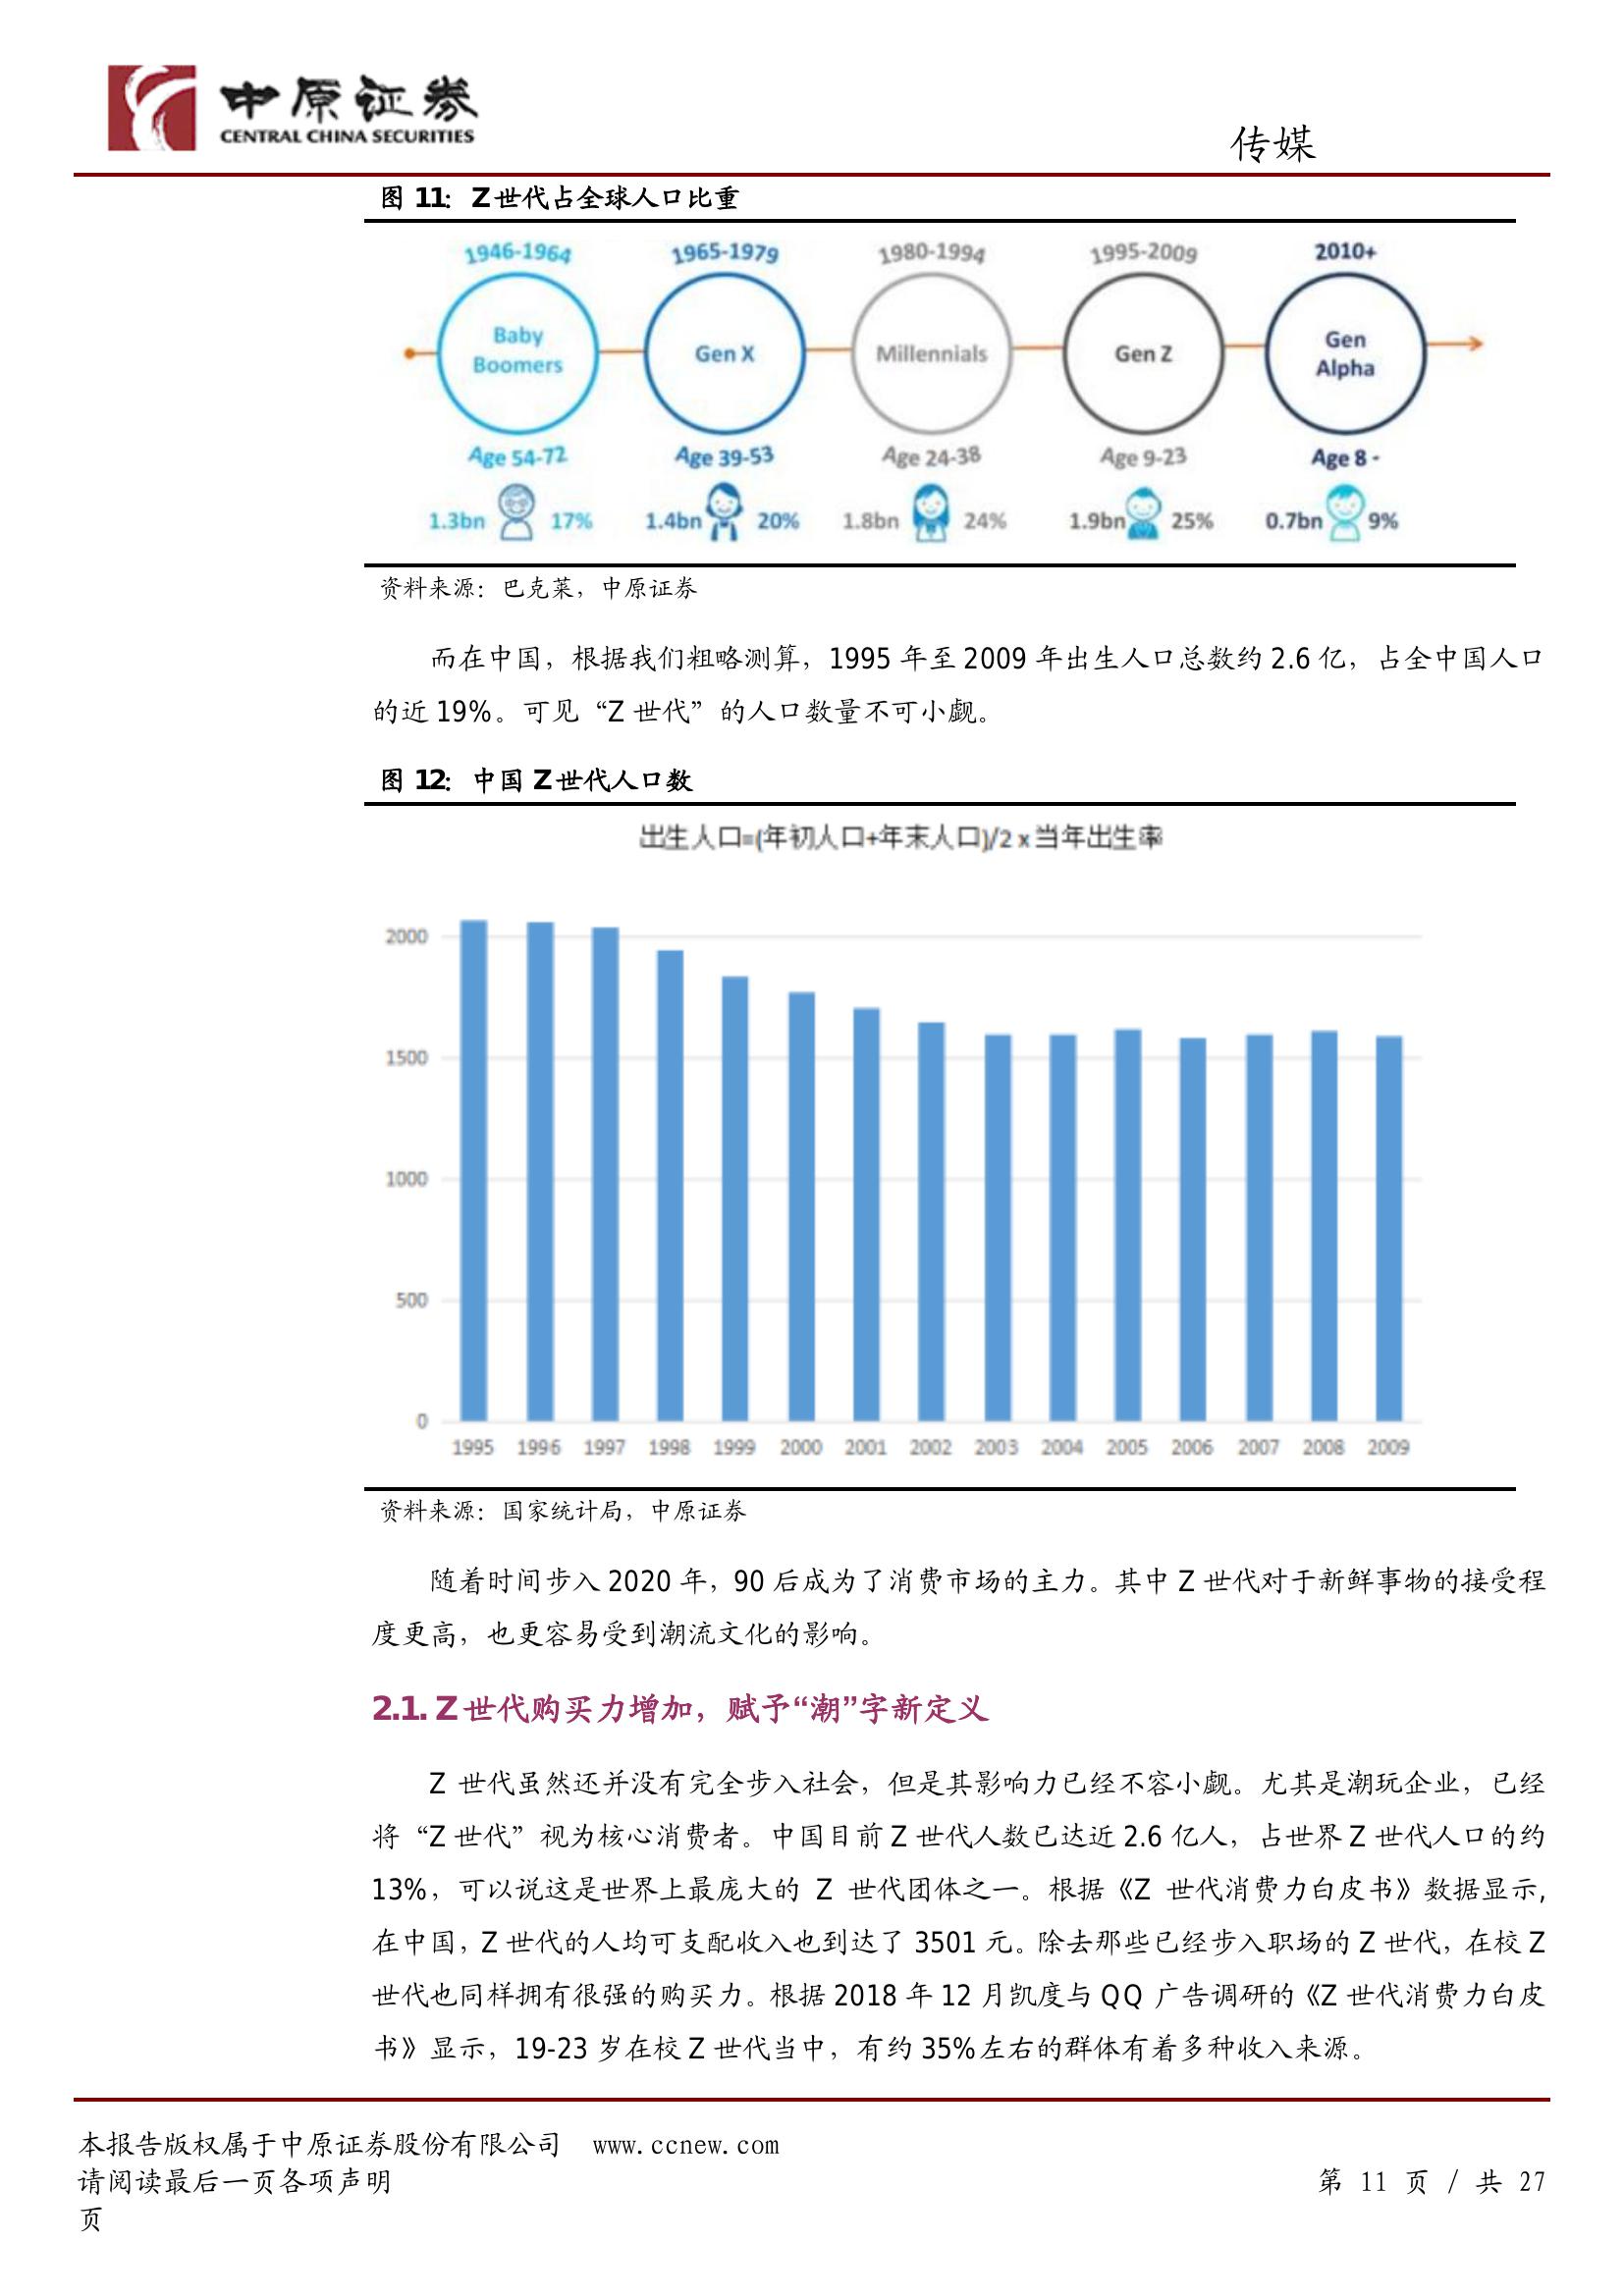 中原证券
CENTRAL CHINA SECURITIES
传媒
图 11：Z 世代占全球人口比重
1946-1964 1965-1979 1980-1994 1995-2009 2010+
Baby Boomers Gen X Millennials Gen Z Gen Alpha
Age 54-72 Age 39-53 Age 24-38 Age 9-23 Age 8 -
1.3bn 17% 1.4bn 20% 1.8bn 24% 1.9bn 25% 0.7bn 9%
资料来源：巴克莱，中原证券
而在中国，根据我们粗略测算，1995 年至 2009 年出生人口总数约 2.6 亿，占全中国人口
的近 19%。可见“Z 世代”的人口数量不可小觑。
图 12：中国 Z 世代人口数
出生人口=(年初人口+年末人口)/2 x 当年出生率
2000
1500
1000
500
0
1995 1996 1997 1998 1999 2000 2001 2002 2003 2004 2005 2006 2007 2008 2009
资料来源：国家统计局，中原证券
随着时间步入 2020 年，90 后成为了消费市场的主力。其中 Z 世代对于新鲜事物的接受程
度更高，也更容易受到潮流文化的影响。
2.1. Z 世代购买力增加，赋予“潮”字新定义
Z 世代虽然还并没有完全步入社会，但是其影响力已经不容小觑。尤其是潮玩企业，已经
将“Z 世代”视为核心消费者。中国目前 Z 世代人数已达近 2.6 亿人，占世界 Z 世代人口的约
13%，可以说这是世界上最庞大的 Z 世代团体之一。根据《Z 世代消费力白皮书》数据显示，
在中国，Z 世代的人均可支配收入也到达了 3501 元。除去那些已经步入职场的 Z 世代，在校 Z
世代也同样拥有很强的购买力。根据 2018 年 12 月凯度与 QQ 广告调研的《Z 世代消费力白皮
书》显示，19-23 岁在校 Z 世代当中，有约 35%左右的群体有着多种收入来源。
本报告版权属于中原证券股份有限公司 www.ccnew.com
请阅读最后一页各项声明 第 11 页 / 共 27
页